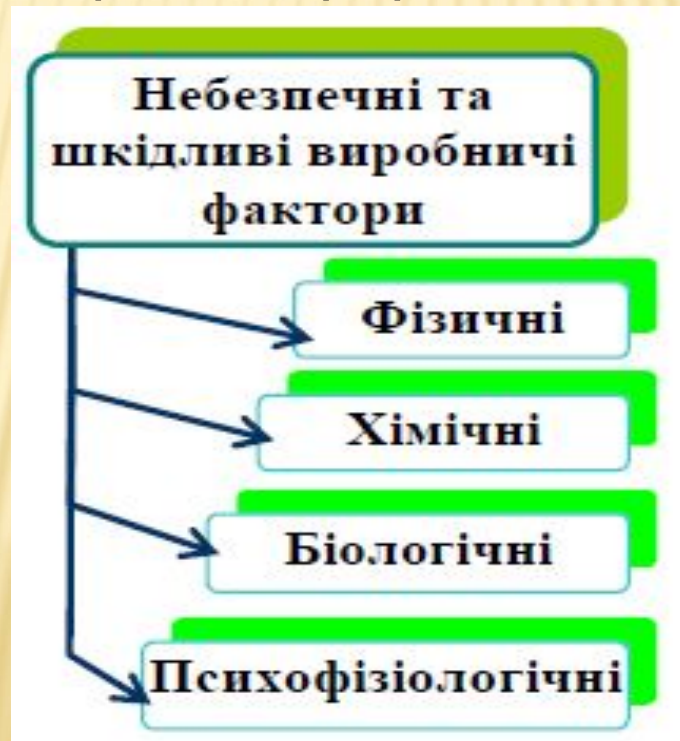 Небезпечні та
шкідливі виробничі
фактори
Фізичні
Хімічні
Біологічні
Психофізіологічні